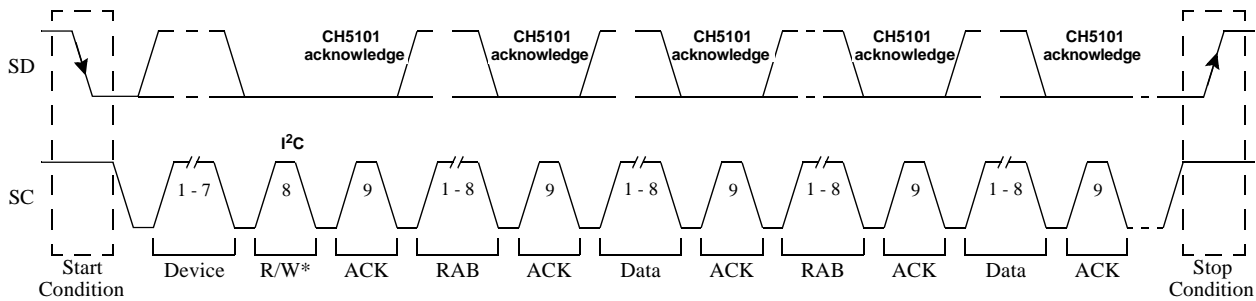 CH5101 CH5101 CH5101 CH5101 CH5101
acknowledge acknowledge acknowledge acknowledge acknowledge
SD
I²C
SC
1 - 7 8 9 1 - 8 9 1 - 8 9 1 - 8 9 1 - 8 9
Start Device R/W* ACK RAB ACK Data ACK RAB ACK Data ACK Stop
Condition Condition